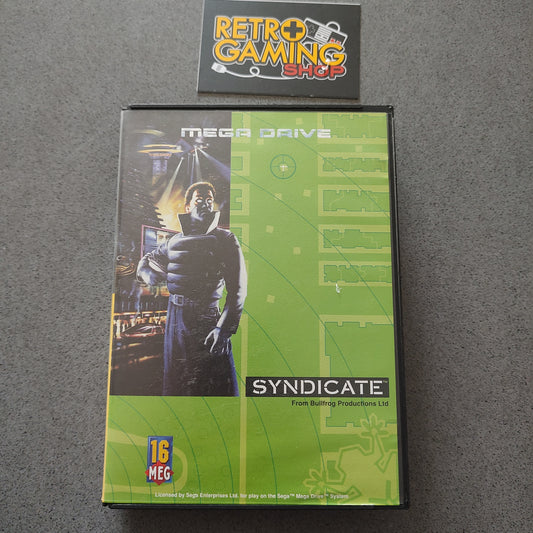 RETRO
GAMING
SHOP
MEGA DRIVE
SYNDICATE™
From Bullfrog Productions Ltd
16
MEG
Licensed by Sega Enterprises Ltd. for play on the Sega™ Mega Drive™ System